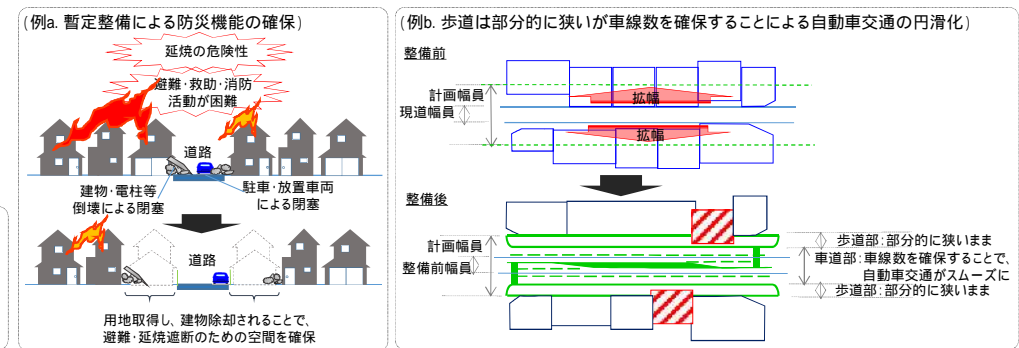 (例a. 暫定整備による防災機能の確保)
延焼の危険性
避難・救助・消防
活動が困難
道路
建物・電柱等
倒壊による閉塞
駐車・放置車両
による閉塞
道路
用地取得し、建物除却されることで、
避難・延焼遮断のための空間を確保
(例b. 歩道は部分的に狭いが車線数を確保することによる自動車交通の円滑化)
整備前
計画幅員
現道幅員
拡幅
拡幅
整備後
計画幅員
整備前幅員
歩道部:部分的に狭いまま
車道部:車線数を確保することで、
自動車交通がスムーズに
歩道部:部分的に狭いまま